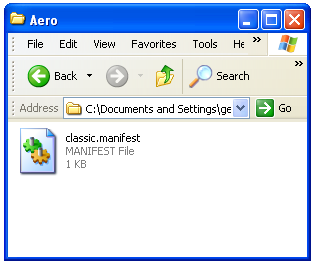 Aero
File Edit View Favorites Tools He »
Back Search »
Address C:\Documents and Settings\ge Go
classic.manifest
MANIFEST File
1 KB